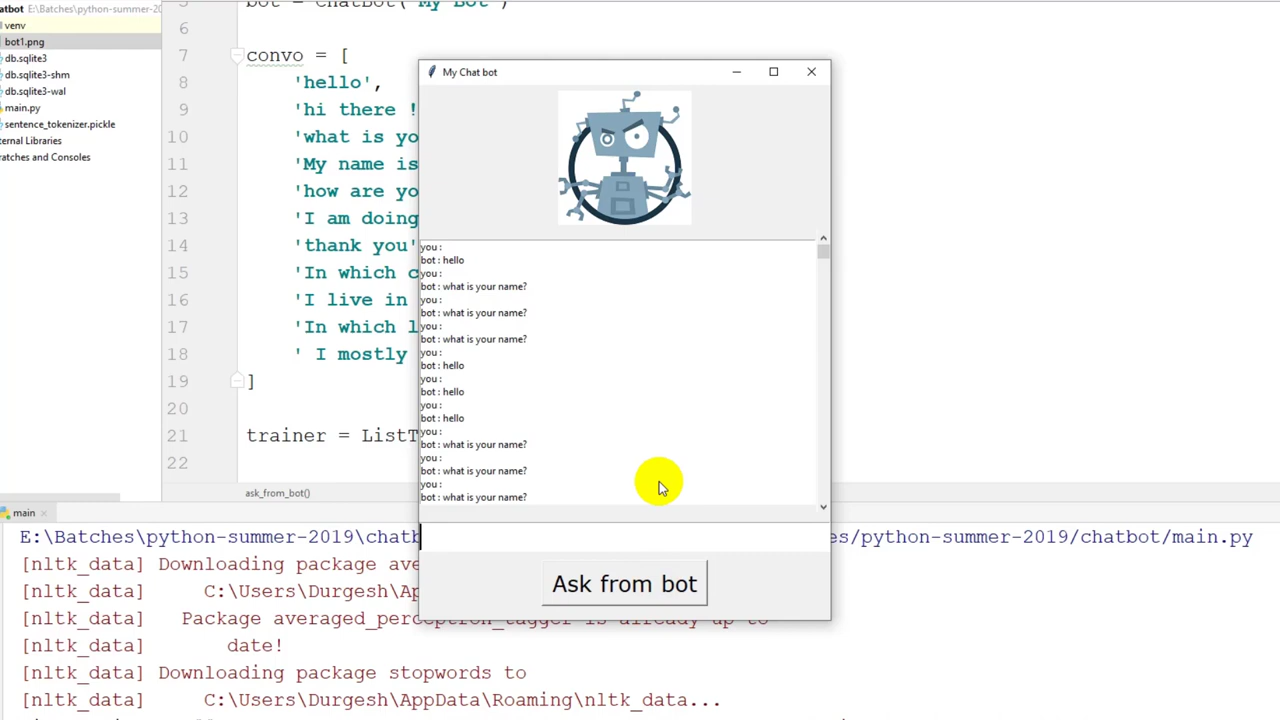 atbot E:\Batches\python-summer-20
venv
bot1.png
db.sqlite3
db.sqlite3-shm
db.sqlite3-wal
main.py
sentence_tokenizer.pickle
ternal Libraries
ratches and Consoles
bot = ChatBot("My Bot")
6
7 convo = [
8 'hello',
9 'hi there !
10 'what is yo
11 'My name is
12 'how are yo
13 'I am doing
14 'thank you'
15 'In which c
16 'I live in
17 'In which l
18 ' I mostly
19 ]
20
21 trainer = ListT
22
ask_from_bot()
My Chat bot
you :
bot : hello
you :
bot : what is your name?
you :
bot : what is your name?
you :
bot : what is your name?
you :
bot : hello
you :
bot : hello
you :
bot : hello
you :
bot : what is your name?
you :
bot : what is your name?
you :
bot : what is your name?
Ask from bot
main
E:\Batches\python-summer-2019\chatb es/python-summer-2019/chatbot/main.py
[nltk_data] Downloading package ave
[nltk_data] C:\Users\Durgesh\Ap
[nltk_data] Package averaged_perceptron_tagger is already up-to-
[nltk_data] date!
[nltk_data] Downloading package stopwords to
[nltk_data] C:\Users\Durgesh\AppData\Roaming\nltk_data...